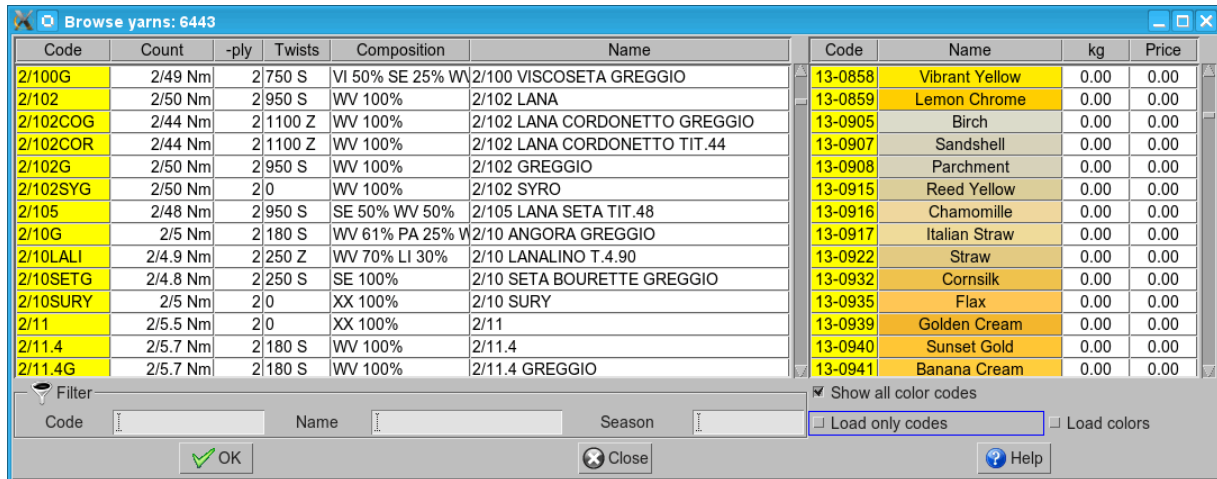 Browse yarns: 6443
Code Count -ply Twists Composition Name Code Name kg Price
2/100G 2/49 Nm 2 750 S VI 50% SE 25% WV 2/100 VISCOSETA GREGGIO 13-0858 Vibrant Yellow 0.00 0.00
2/102 2/50 Nm 2 950 S WV 100% 2/102 LANA 13-0859 Lemon Chrome 0.00 0.00
2/102COG 2/44 Nm 2 1100 Z WV 100% 2/102 LANA CORDONETTO GREGGIO 13-0905 Birch 0.00 0.00
2/102COR 2/44 Nm 2 1100 Z WV 100% 2/102 LANA CORDONETTO TIT.44 13-0907 Sandshell 0.00 0.00
2/102G 2/50 Nm 2 950 S WV 100% 2/102 GREGGIO 13-0908 Parchment 0.00 0.00
2/102SYG 2/50 Nm 2 0 WV 100% 2/102 SYRO 13-0915 Reed Yellow 0.00 0.00
2/105 2/48 Nm 2 950 S SE 50% WV 50% 2/105 LANA SETA TIT.48 13-0916 Chamomille 0.00 0.00
2/10G 2/5 Nm 2 180 S WV 61% PA 25% W 2/10 ANGORA GREGGIO 13-0917 Italian Straw 0.00 0.00
2/10LALI 2/4.9 Nm 2 250 Z WV 70% LI 30% 2/10 LANALINO T.4.90 13-0922 Straw 0.00 0.00
2/10SETG 2/4.8 Nm 2 250 S SE 100% 2/10 SETA BOURETTE GREGGIO 13-0932 Cornsilk 0.00 0.00
2/10SURY 2/5 Nm 2 0 XX 100% 2/10 SURY 13-0935 Flax 0.00 0.00
2/11 2/5.5 Nm 2 0 XX 100% 2/11 13-0939 Golden Cream 0.00 0.00
2/11.4 2/5.7 Nm 2 180 S WV 100% 2/11.4 13-0940 Sunset Gold 0.00 0.00
2/11.4G 2/5.7 Nm 2 180 S WV 100% 2/11.4 GREGGIO 13-0941 Banana Cream 0.00 0.00
Filter Show all color codes
Code Name Season Load only codes Load colors
OK Close Help